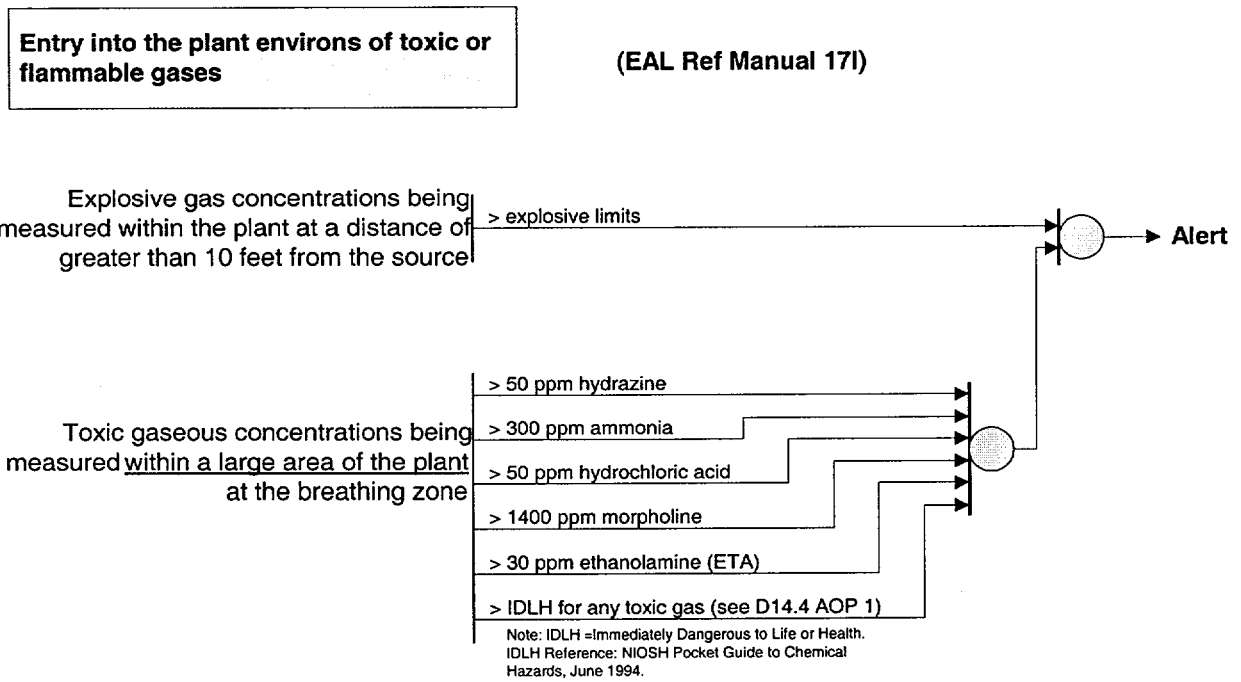 Entry into the plant environs of toxic or
flammable gases
(EAL Ref Manual 17I)
Explosive gas concentrations being
measured within the plant at a distance of
greater than 10 feet from the source
> explosive limits
Alert
Toxic gaseous concentrations being
measured within a large area of the plant
at the breathing zone
> 50 ppm hydrazine
> 300 ppm ammonia
> 50 ppm hydrochloric acid
> 1400 ppm morpholine
> 30 ppm ethanolamine (ETA)
> IDLH for any toxic gas (see D14.4 AOP 1)
Note: IDLH =Immediately Dangerous to Life or Health.
IDLH Reference: NIOSH Pocket Guide to Chemical
Hazards, June 1994.